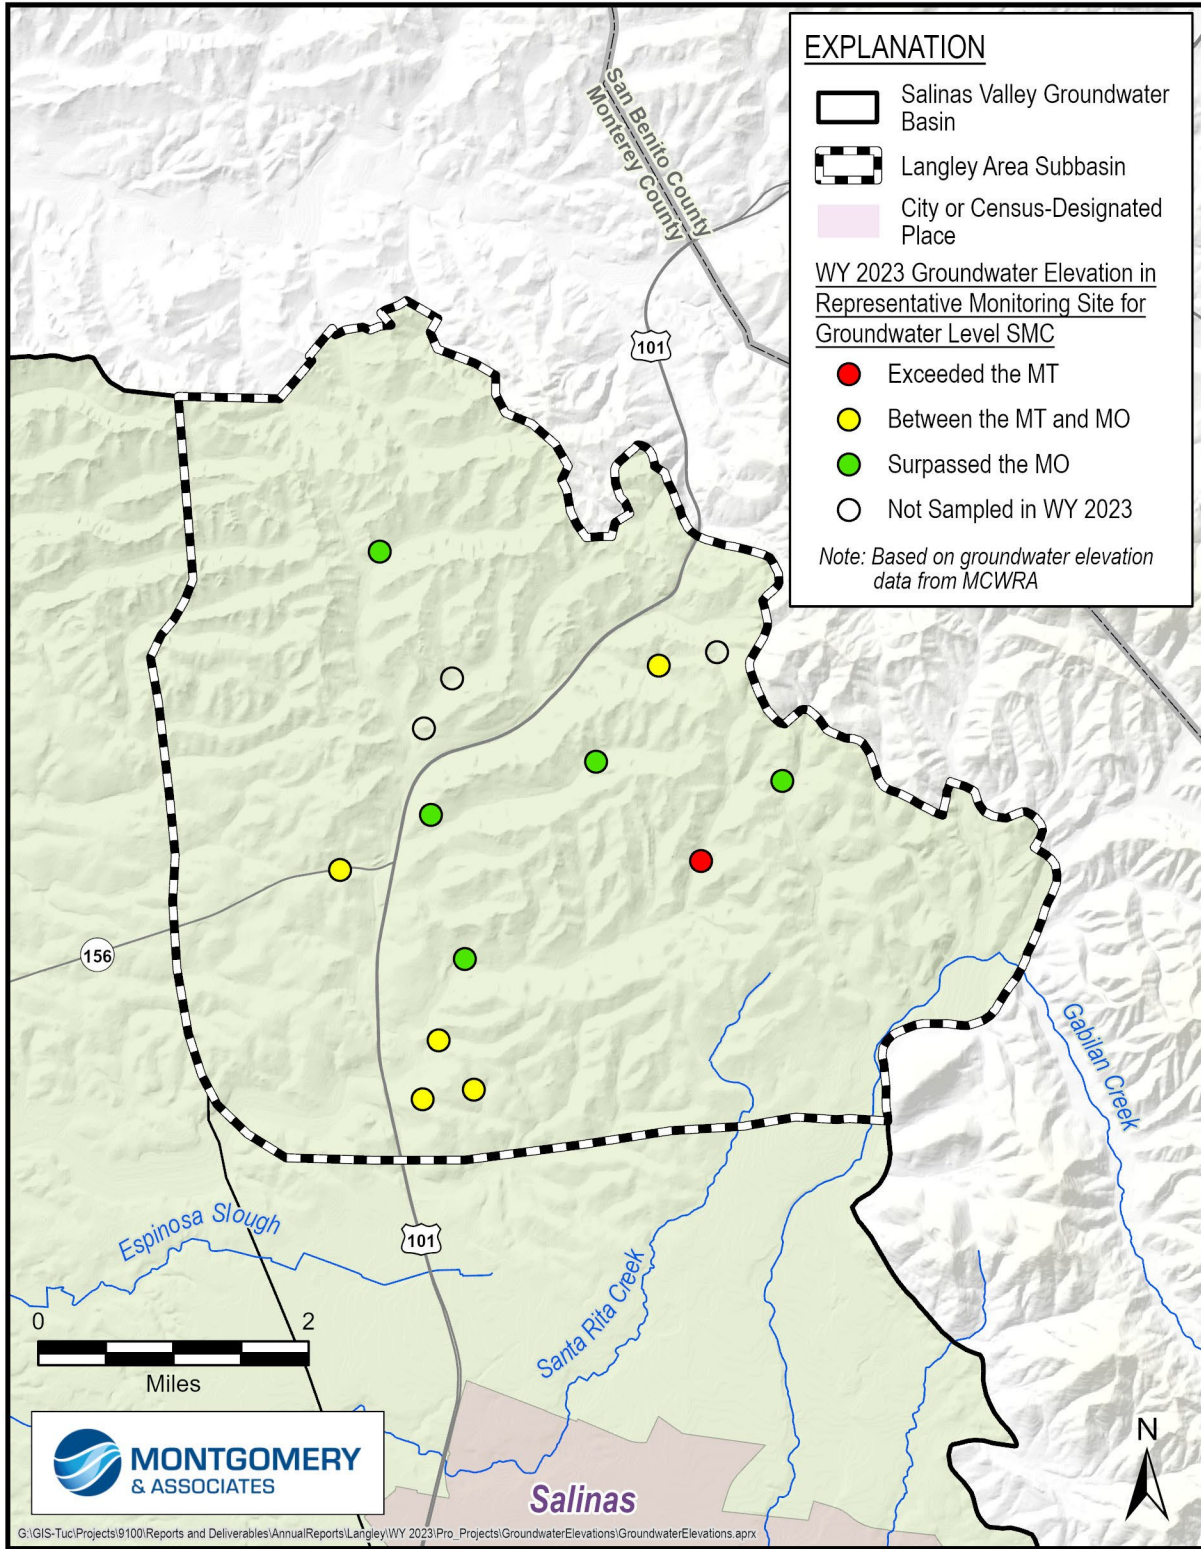 EXPLANATION
Salinas Valley Groundwater
Basin
Langley Area Subbasin
City or Census-Designated
Place
WY 2023 Groundwater Elevation in
Representative Monitoring Site for
Groundwater Level SMC
Exceeded the MT
Between the MT and MO
Surpassed the MO
Not Sampled in WY 2023
Note: Based on groundwater elevation
data from MCWRA
San Benito County
Monterey County
101
156
Gabilan Creek
Espinosa Slough
101
Santa Rita Creek
0 2
Miles
MONTGOMERY
& ASSOCIATES
Salinas
N
G:\GIS-Tuc\Projects\9100\Reports and Deliverables\AnnualReports\Langley\WY 2023\Pro_Projects\GroundwaterElevations\GroundwaterElevations.aprx